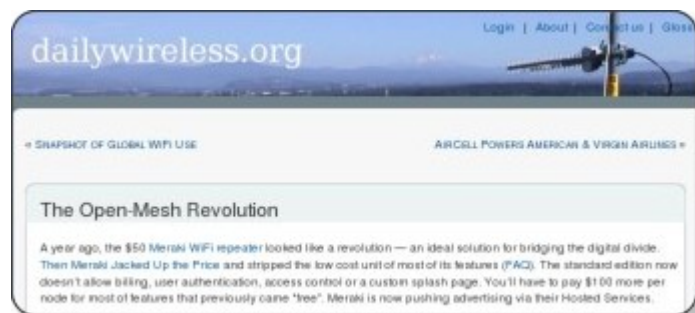 Login | About | Contact us | Gloss
dailywireless.org
« SNAPSHOT OF GLOBAL WIFI USE
AIRCELL POWERS AMERICAN & VIRGIN AIRLINES »
The Open-Mesh Revolution
A year ago, the $50 Meraki WiFi repeater looked like a revolution — an ideal solution for bridging the digital divide.
Then Meraki Jacked Up the Price and stripped the low cost unit of most of its features (FAQ). The standard edition now
doesn't allow billing, user authentication, access control or a custom splash page. You'll have to pay $100 more per
node for most of features that previously came "free". Meraki is now pushing advertising via their Hosted Services.